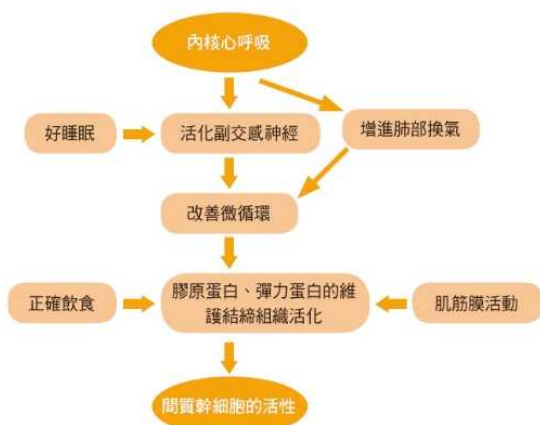 內核心呼吸
好睡眠
活化副交感神經
增進肺部換氣
改善微循環
正確飲食
膠原蛋白、彈力蛋白的維
護結締組織活化
肌筋膜活動
間質幹細胞的活性